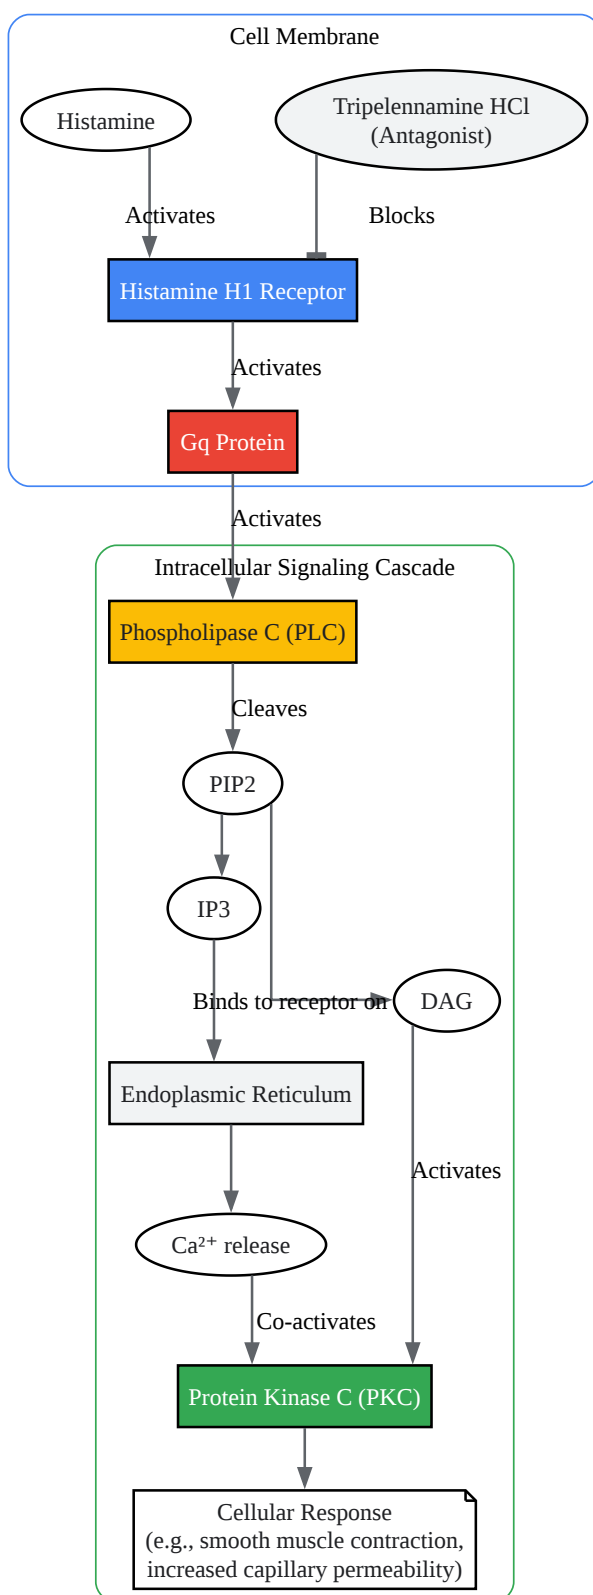 Cell Membrane
Histamine
Tripelennamine HCl
(Antagonist)
Activates
Blocks
Histamine H1 Receptor
Activates
Gq Protein
Activates
Intracellular Signaling Cascade
Phospholipase C (PLC)
Cleaves
PIP2
IP3
Binds to receptor on
DAG
Endoplasmic Reticulum
Activates
Ca²⁺ release
Co-activates
Protein Kinase C (PKC)
Cellular Response
(e.g., smooth muscle contraction,
increased capillary permeability)